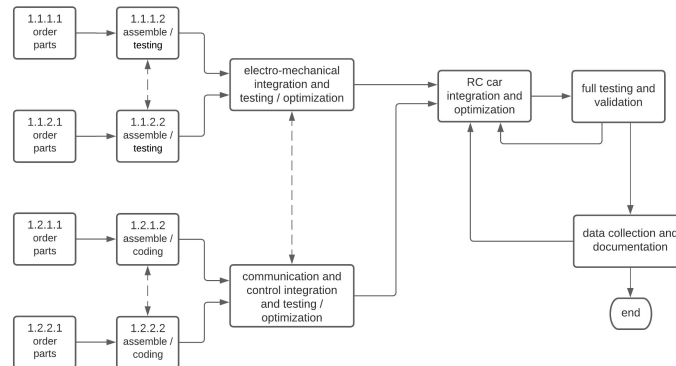 1.1.1.1
order
parts
1.1.1.2
assemble /
testing
1.1.2.1
order
parts
1.1.2.2
assemble /
testing
electro-mechanical
integration and
testing / optimization
RC car
integration and
optimization
full testing and
validation
1.2.1.1
order
parts
1.2.1.2
assemble /
coding
1.2.2.1
order
parts
1.2.2.2
assemble /
coding
communication and
control integration
and testing /
optimization
data collection and
documentation
end